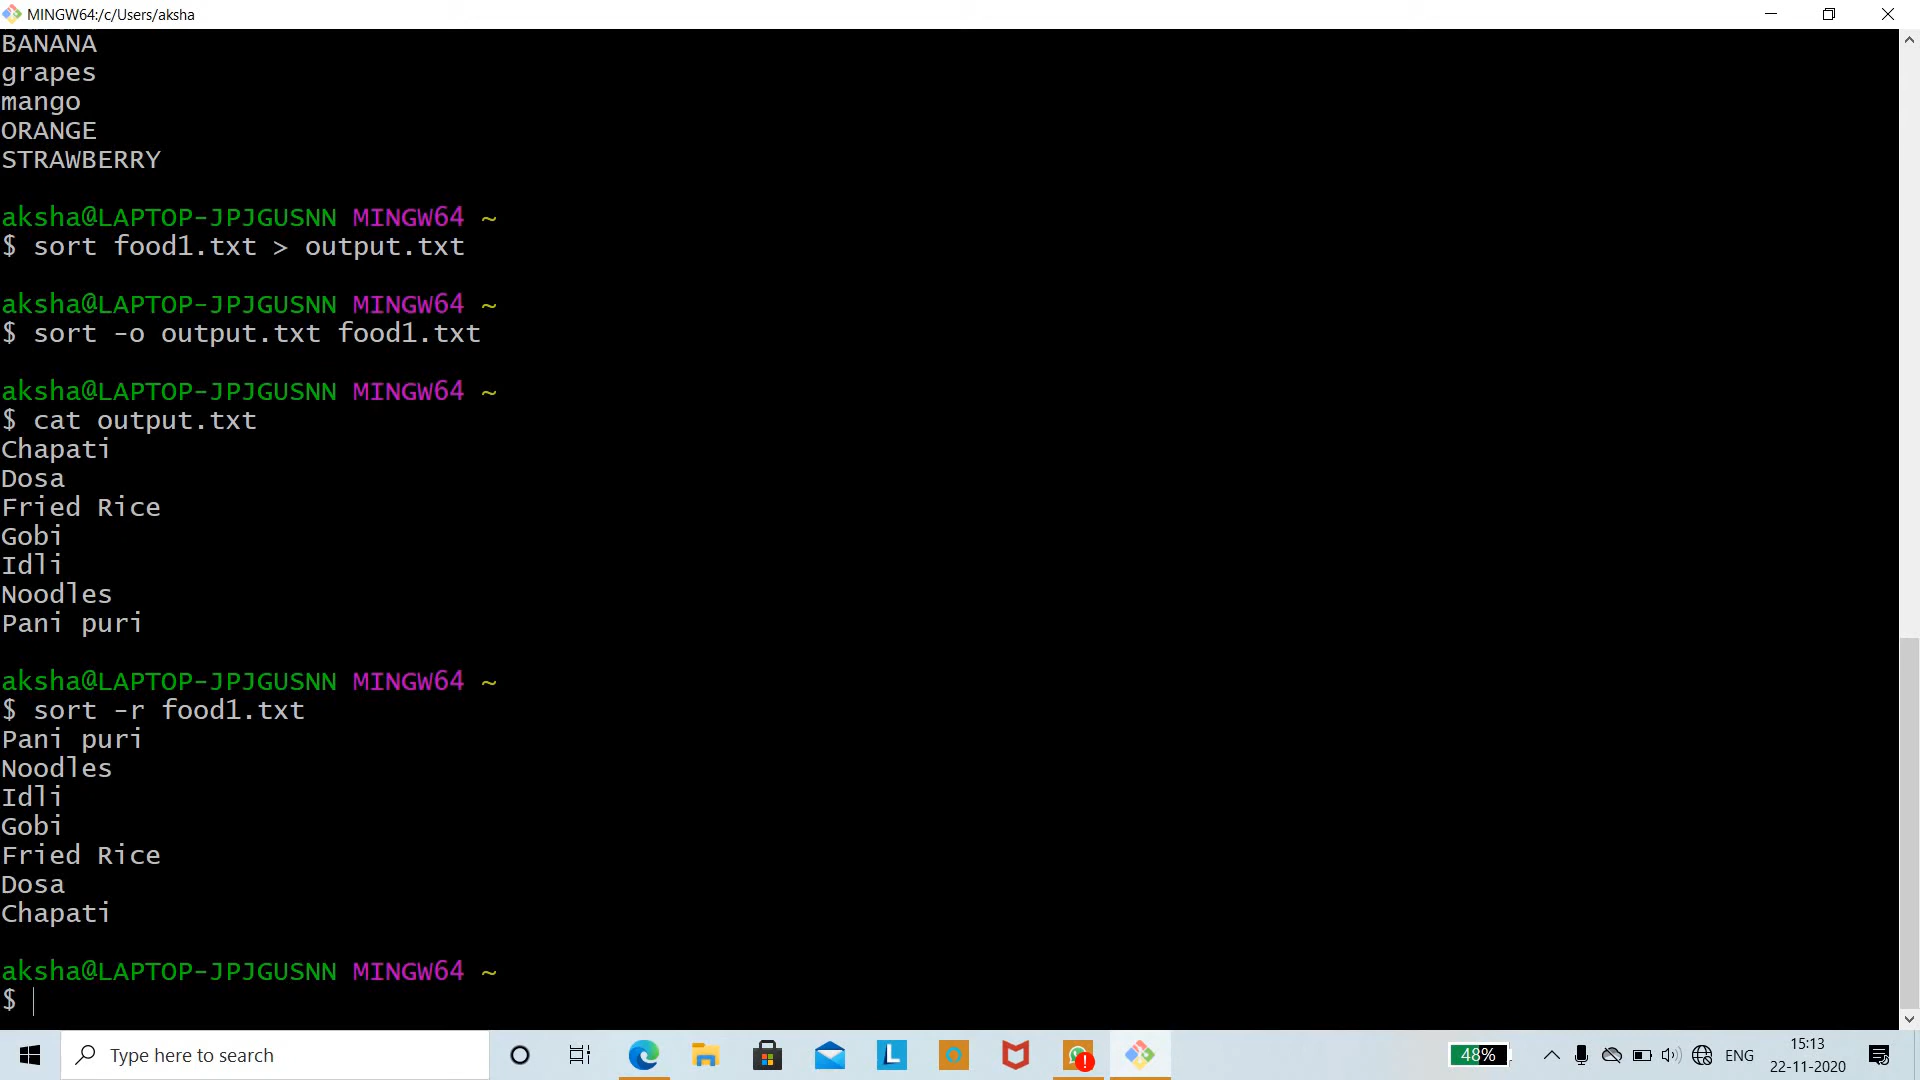 MINGW64:/c/Users/aksha
BANANA
grapes
mango
ORANGE
STRAWBERRY
aksha@LAPTOP-JPJGUSNN MINGW64 ~
$ sort food1.txt > output.txt
aksha@LAPTOP-JPJGUSNN MINGW64 ~
$ sort -o output.txt food1.txt
aksha@LAPTOP-JPJGUSNN MINGW64 ~
$ cat output.txt
Chapati
Dosa
Fried Rice
Gobi
Idli
Noodles
Pani puri
aksha@LAPTOP-JPJGUSNN MINGW64 ~
$ sort -r food1.txt
Pani puri
Noodles
Idli
Gobi
Fried Rice
Dosa
Chapati
aksha@LAPTOP-JPJGUSNN MINGW64 ~
$
Type here to search
L
O
48%
ENG
15:13
22-11-2020